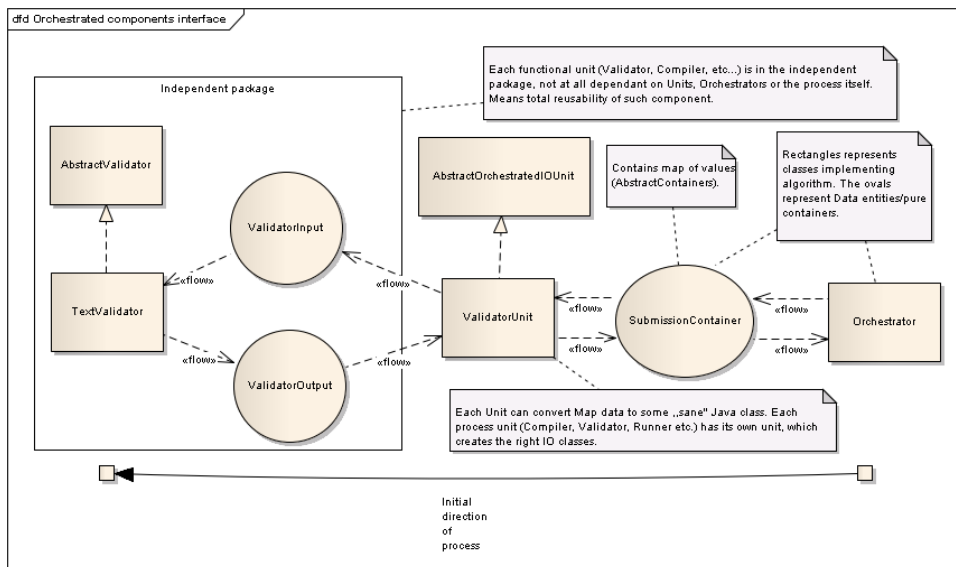 dfd Orchestrated components interface
Each functional unit (Validator, Compiler, etc...) is in the independent
package, not at all dependant on Units, Orchestrators or the process itself.
Means total reusability of such component.
Independent package
AbstractValidator
AbstractOrchestratedIOUnit
Contains map of values
(AbstractContainers).
Rectangles represents
classes implementing
algorithm. The ovals
represent Data entities/pure
containers.
ValidatorInput
«flow»
«flow»
«flow»
«flow»
TextValidator
ValidatorUnit
SubmissionContainer
Orchestrator
«flow»
«flow»
«flow»
«flow»
ValidatorOutput
Each Unit can convert Map data to some ,,sane" Java class. Each
process unit (Compiler, Validator, Runner etc.) has its own unit, which
creates the right IO classes.
Initial
direction
of
process